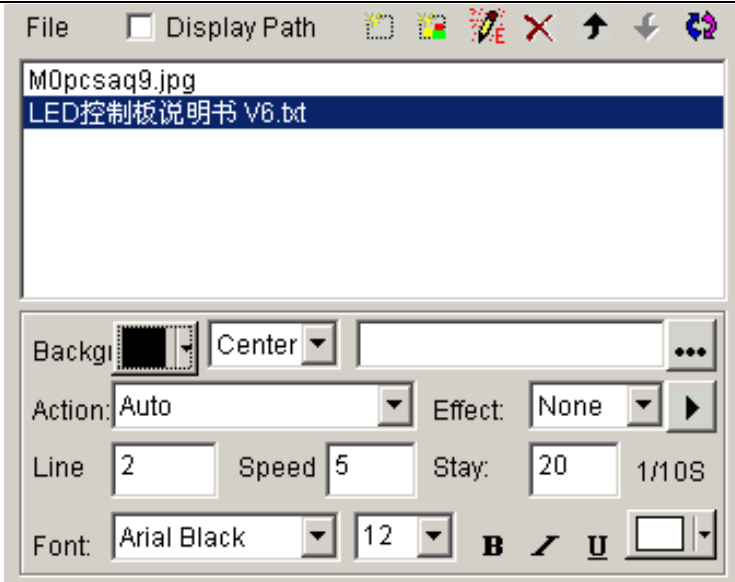 File Display Path
M0pcsaq9.jpg
LED控制板说明书 V6.txt
Backgr Center
Action: Auto Effect: None
Line 2 Speed 5 Stay: 20 1/10S
Font: Arial Black 12 B I U